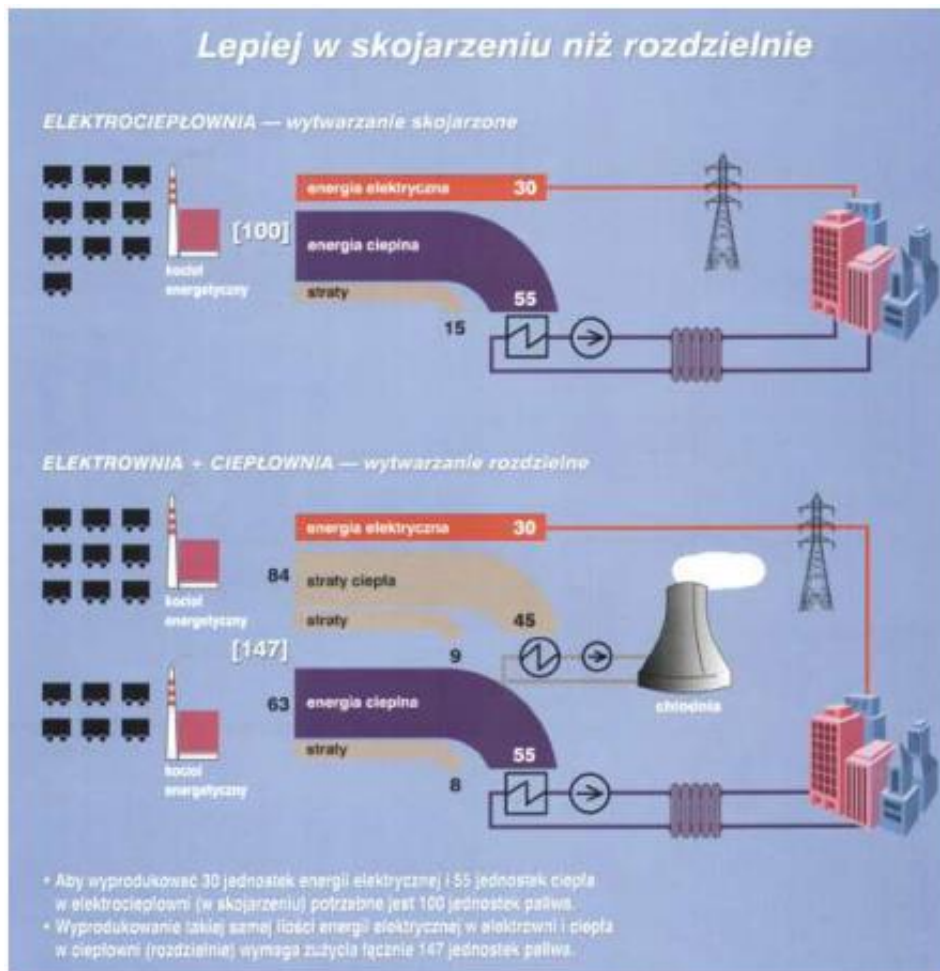 Lepiej w skojarzeniu niż rozdzielnie
ELEKTROCIEPŁOWNIA — wytwarzanie skojarzone
energia elektryczna 30
[100]
energia cieplna
kocioł
energetyczny
straty
55
15
ELEKTROWNIA + CIEPŁOWNIA — wytwarzanie rozdzielne
energia elektryczna 30
84
straty ciepła
kocioł
energetyczny
straty
45
9
[147]
63
energia cieplna
chłodnia
straty
55
kocioł
energetyczny
8
• Aby wyprodukować 30 jednostek energii elektrycznej i 55 jednostek ciepła
w elektrociepłowni (w skojarzeniu) potrzebne jest 100 jednostek paliwa.
• Wyprodukowanie takiej samej ilości energii elektrycznej w elektrowni i ciepła
w ciepłowni (rozdzielnie) wymaga zużycia łącznie 147 jednostek paliwa.